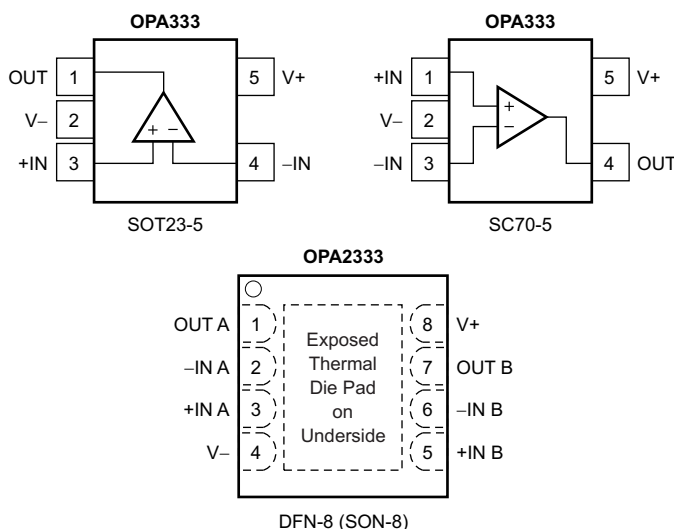 OPA333
OUT 1 5 V+
V– 2
+ –
+IN 3 4 –IN
SOT23-5
OPA333
+IN 1 5 V+
+
V– 2
–
–IN 3 4 OUT
SC70-5
OPA2333
OUT A 1 8 V+
–IN A 2 7 OUT B
+IN A 3 6 –IN B
V– 4 5 +IN B
Exposed
Thermal
Die Pad
on
Underside
DFN-8 (SON-8)